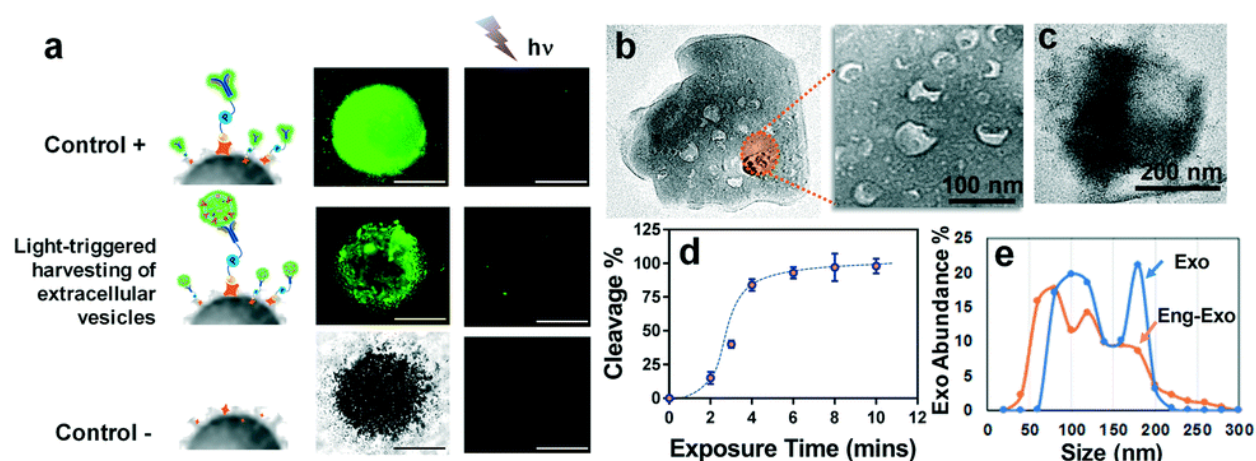 a
hν
Control +
Light-triggered
harvesting of
extracellular
vesicles
Control -
b
100 nm
c
200 nm
d
Cleavage %
125
100
75
50
25
0
0
2
4
6
8
10
12
Exposure Time (mins)
e
Exo Abundance %
25
20
15
10
5
0
Exo
Eng-Exo
0
50
100
150
200
250
300
Size (nm)